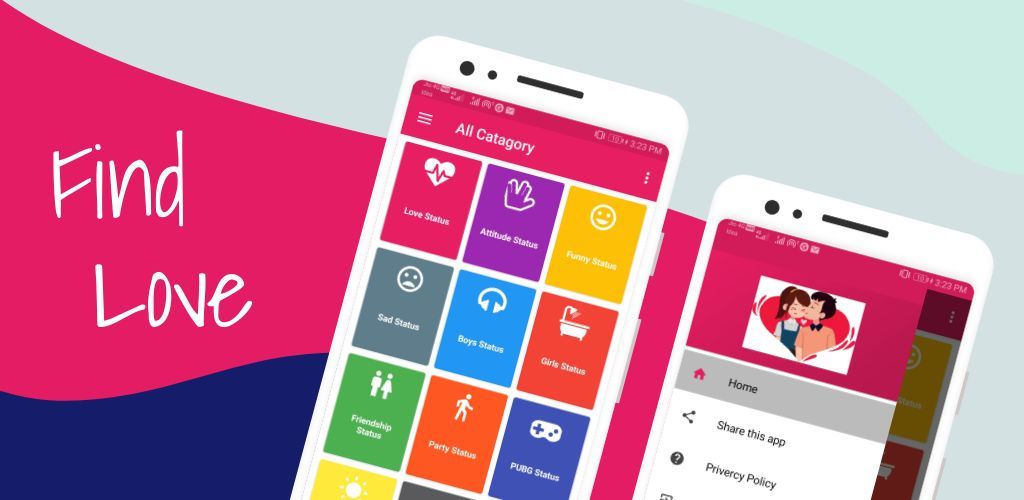 Find
Love
3:23 PM
All Catagory
Love Status
Attitude Status
Funny Status
Sad Status
Boys Status
Girls Status
Friendship
Status
Party Status
PUBG Status
3:23 PM
Status
Home
Share this app
Privercy Policy